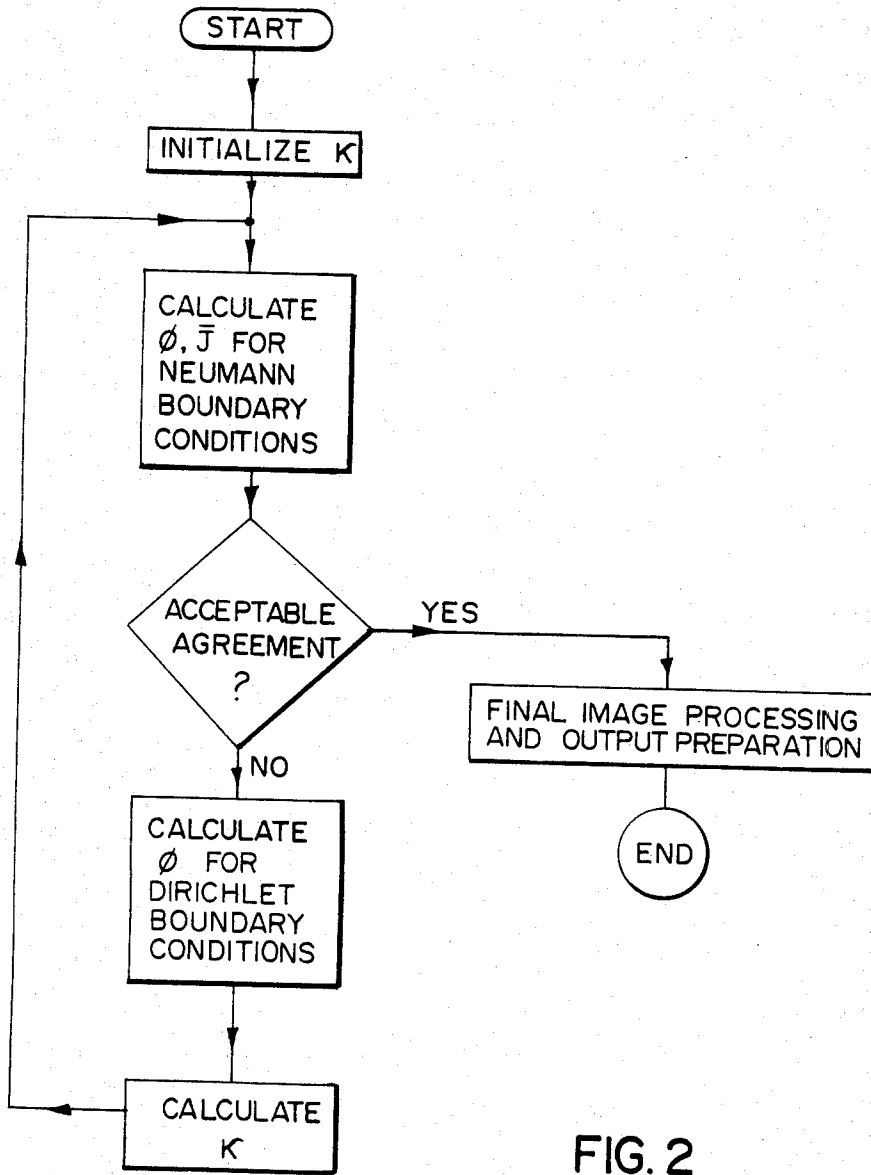 START
INITIALIZE κ
CALCULATE
φ, J̄ FOR
NEUMANN
BOUNDARY
CONDITIONS
ACCEPTABLE
AGREEMENT
?
YES
NO
FINAL IMAGE PROCESSING
AND OUTPUT PREPARATION
END
CALCULATE
φ FOR
DIRICHLET
BOUNDARY
CONDITIONS
CALCULATE
κ
FIG. 2